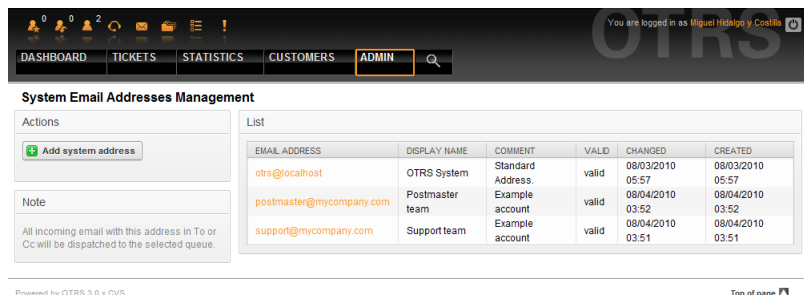 0 0 2
You are logged in as Miguel Hidalgo y Costilla
OTRS
DASHBOARD TICKETS STATISTICS CUSTOMERS ADMIN
System Email Addresses Management
Actions
Add system address
Note
All incoming email with this address in To or
Cc will be dispatched to the selected queue.
List
EMAIL ADDRESS DISPLAY NAME COMMENT VALID CHANGED CREATED
otrs@localhost OTRS System Standard Address. valid 08/03/2010 05:57 08/03/2010 05:57
postmaster@mycompany.com Postmaster team Example account valid 08/04/2010 03:52 08/04/2010 03:52
support@mycompany.com Support team Example account valid 08/04/2010 03:51 08/04/2010 03:51
Powered by OTRS 3.0.x CVS
Top of page